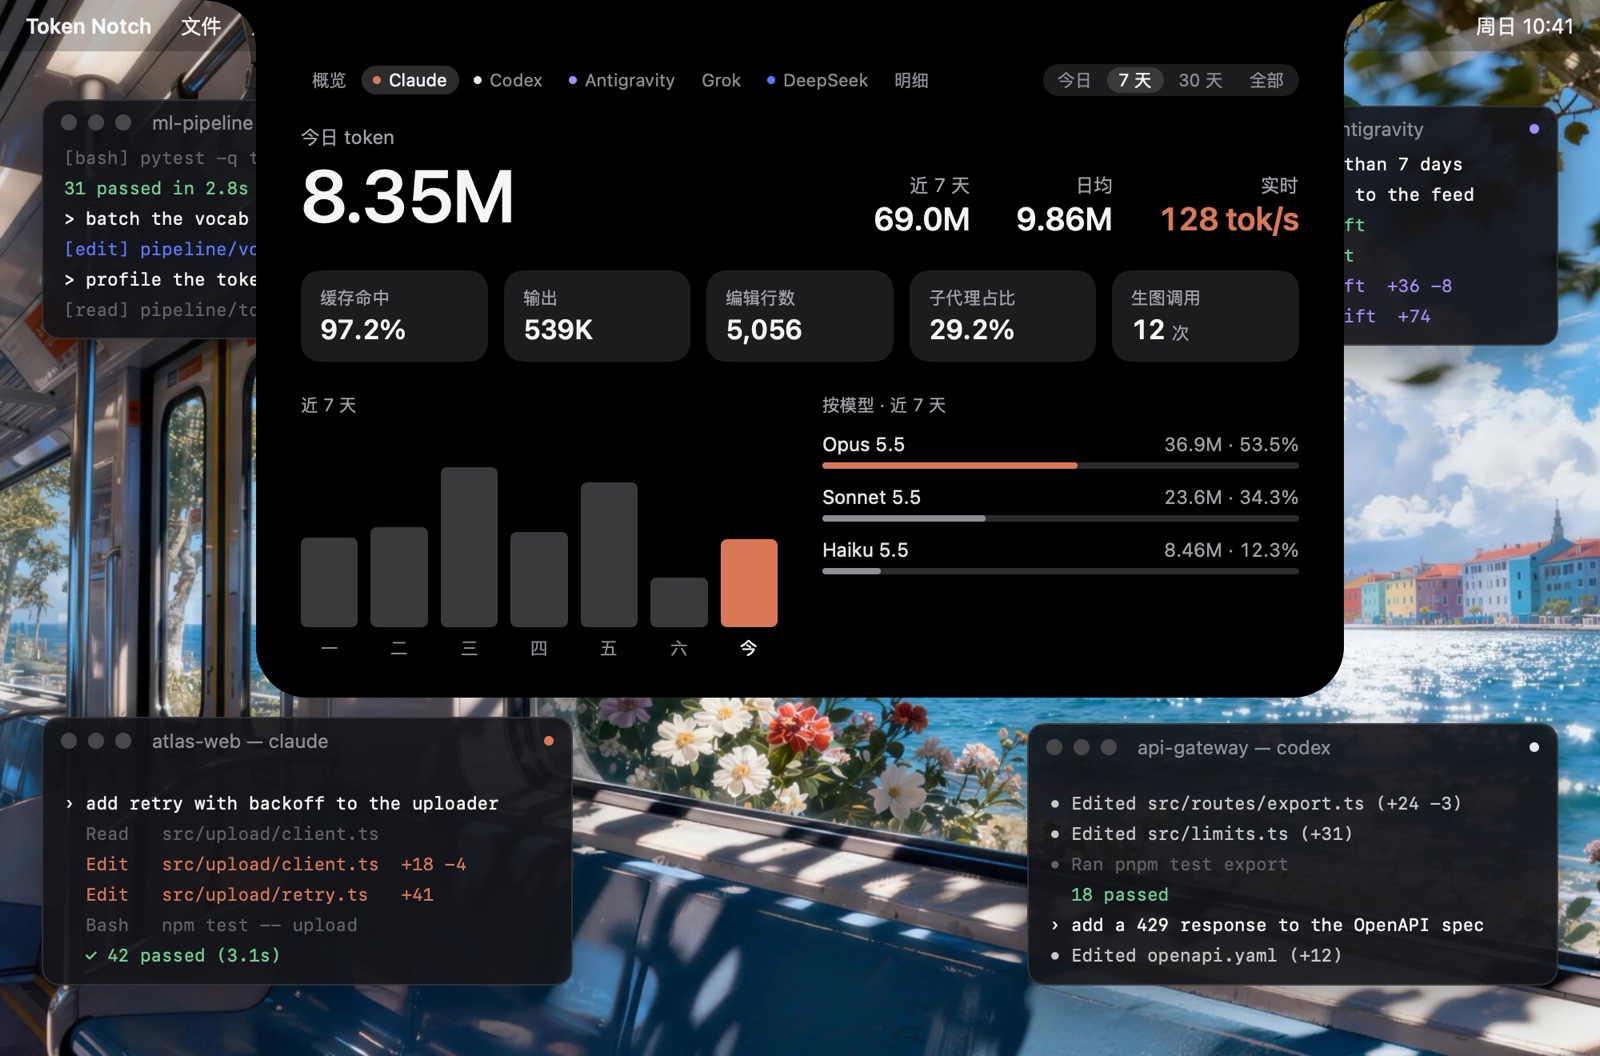 Token Notch 文件
周日 10:41
概览 Claude Codex Antigravity Grok DeepSeek 明细
今日 7 天 30 天 全部
今日 token
8.35M
近 7 天 日均 实时
69.0M 9.86M 128 tok/s
缓存命中
97.2%
输出
539K
编辑行数
5,056
子代理占比
29.2%
生图调用
12 次
近 7 天
一 二 三 四 五 六 今
按模型 · 近 7 天
Opus 5.5 36.9M · 53.5%
Sonnet 5.5 23.6M · 34.3%
Haiku 5.5 8.46M · 12.3%
ml-pipeline
[bash] pytest -q
31 passed in 2.8s
> batch the vocab
[edit] pipeline/
> profile the
[read] pipeline/
than 7 days
to the feed
+36 −8
+74
atlas-web — claude
› add retry with backoff to the uploader
Read src/upload/client.ts
Edit src/upload/client.ts +18 −4
Edit src/upload/retry.ts +41
Bash npm test -- upload
✓ 42 passed (3.1s)
api-gateway — codex
• Edited src/routes/export.ts (+24 −3)
• Edited src/limits.ts (+31)
• Ran pnpm test export
18 passed
› add a 429 response to the OpenAPI spec
• Edited openapi.yaml (+12)